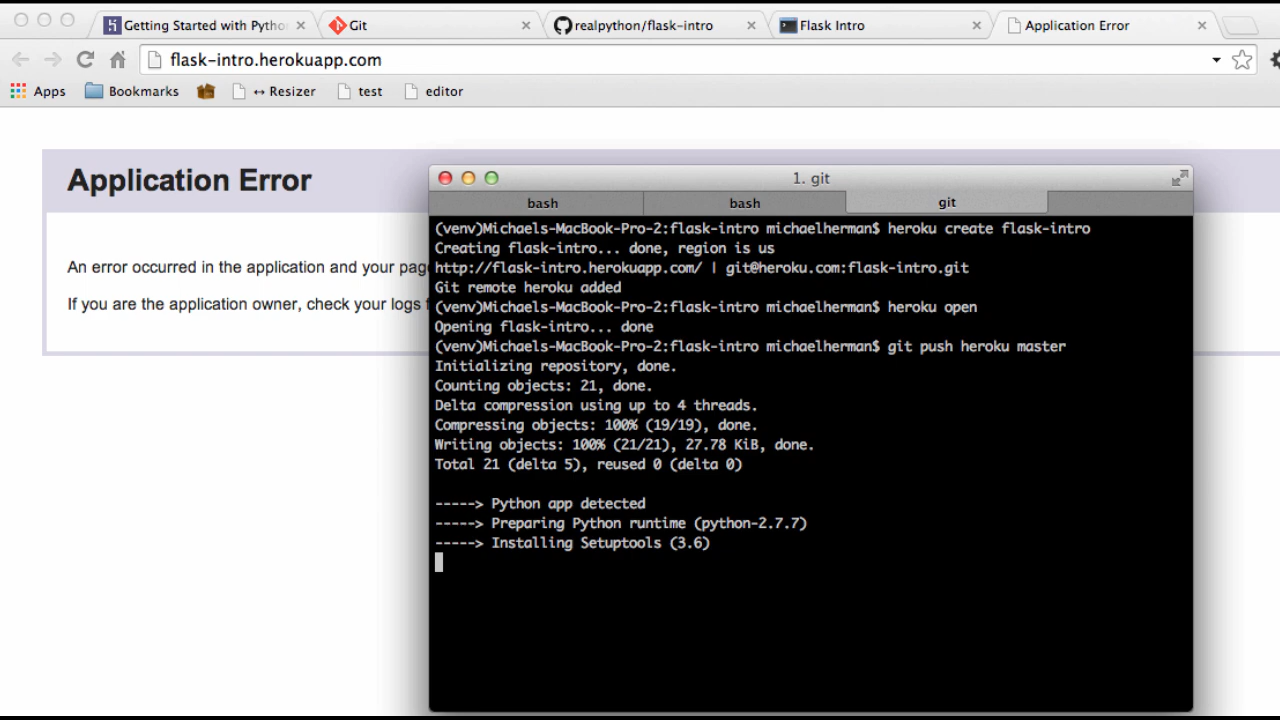 Getting Started with Pytho
Git
realpython/flask-intro
Flask Intro
Application Error
flask-intro.herokuapp.com
Apps
Bookmarks
↔ Resizer
test
editor
Application Error
An error occurred in the application and your pag
If you are the application owner, check your logs f
1. git
bash
bash
git
(venv)Michaels-MacBook-Pro-2:flask-intro michaelherman$ heroku create flask-intro
Creating flask-intro... done, region is us
http://flask-intro.herokuapp.com/ | git@heroku.com:flask-intro.git
Git remote heroku added
(venv)Michaels-MacBook-Pro-2:flask-intro michaelherman$ heroku open
Opening flask-intro... done
(venv)Michaels-MacBook-Pro-2:flask-intro michaelherman$ git push heroku master
Initializing repository, done.
Counting objects: 21, done.
Delta compression using up to 4 threads.
Compressing objects: 100% (19/19), done.
Writing objects: 100% (21/21), 27.78 KiB, done.
Total 21 (delta 5), reused 0 (delta 0)
-----> Python app detected
-----> Preparing Python runtime (python-2.7.7)
-----> Installing Setuptools (3.6)